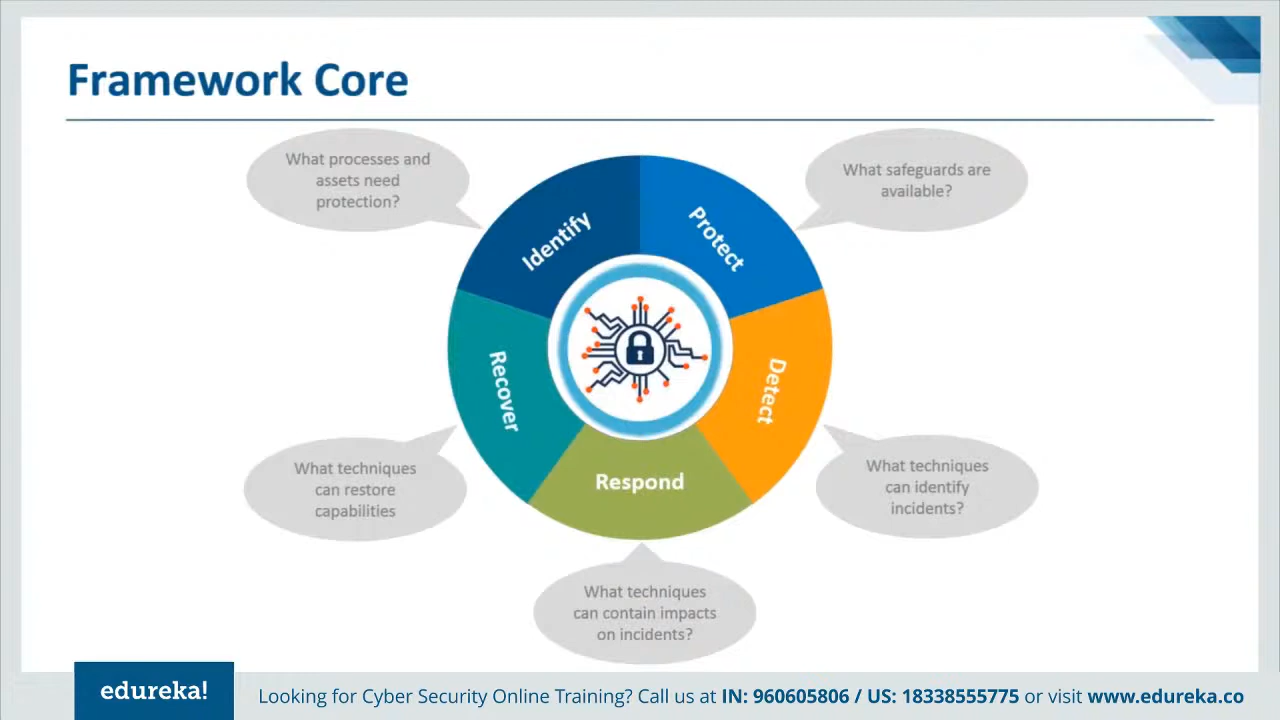 Framework Core
What processes and
assets need
protection?
What safeguards are
available?
Identify
Protect
Recover
Detect
Respond
What techniques
can restore
capabilities
What techniques
can identify
incidents?
What techniques
can contain impacts
on incidents?
edureka!
Looking for Cyber Security Online Training? Call us at IN: 960605806 / US: 18338555775 or visit www.edureka.co